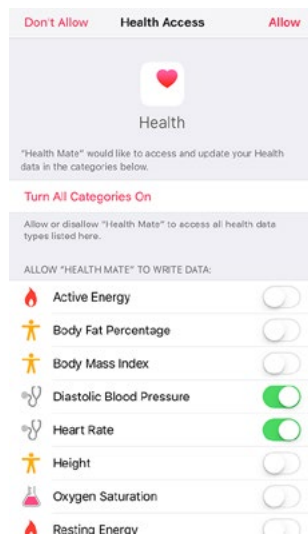 Don't Allow Health Access Allow
Health
"Health Mate" would like to access and update your Health
data in the categories below.
Turn All Categories On
Allow or disallow "Health Mate" to access all health data
types listed here.
ALLOW "HEALTH MATE" TO WRITE DATA:
Active Energy
Body Fat Percentage
Body Mass Index
Diastolic Blood Pressure
Heart Rate
Height
Oxygen Saturation
Resting Energy